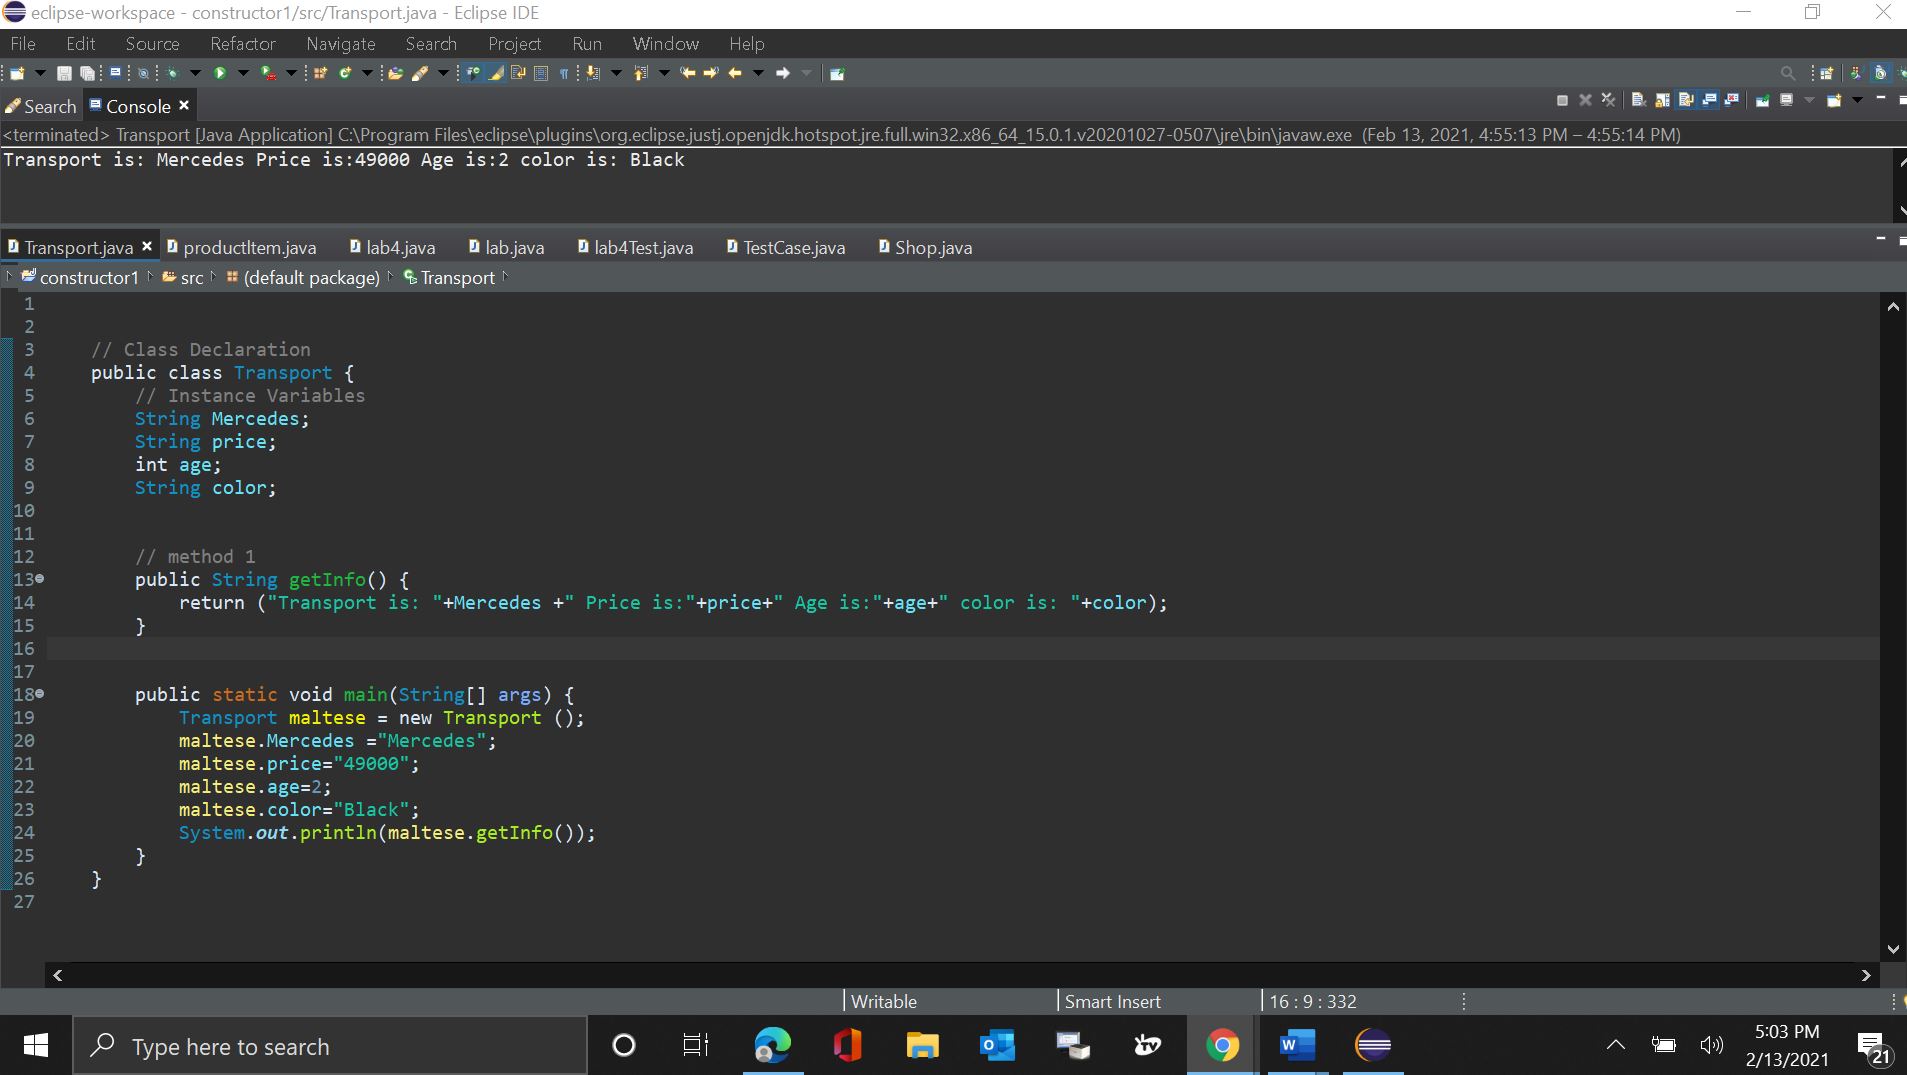 eclipse-workspace - constructor1/src/Transport.java - Eclipse IDE
File Edit Source Refactor Navigate Search Project Run Window Help
Search Console
<terminated> Transport [Java Application] C:\Program Files\eclipse\plugins\org.eclipse.justj.openjdk.hotspot.jre.full.win32.x86_64_15.0.1.v20201027-0507\jre\bin\javaw.exe (Feb 13, 2021, 4:55:13 PM – 4:55:14 PM)
Transport is: Mercedes Price is:49000 Age is:2 color is: Black
Transport.java productItem.java lab4.java lab.java lab4Test.java TestCase.java Shop.java
constructor1 src (default package) Transport
1
2
3 // Class Declaration
4 public class Transport {
5 // Instance Variables
6 String Mercedes;
7 String price;
8 int age;
9 String color;
10
11
12 // method 1
13 public String getInfo() {
14 return ("Transport is: "+Mercedes +" Price is:"+price+" Age is:"+age+" color is: "+color);
15 }
16
17
18 public static void main(String[] args) {
19 Transport maltese = new Transport ();
20 maltese.Mercedes ="Mercedes";
21 maltese.price="49000";
22 maltese.age=2;
23 maltese.color="Black";
24 System.out.println(maltese.getInfo());
25 }
26 }
27
Writable Smart Insert 16 : 9 : 332
Type here to search
5:03 PM
2/13/2021
21